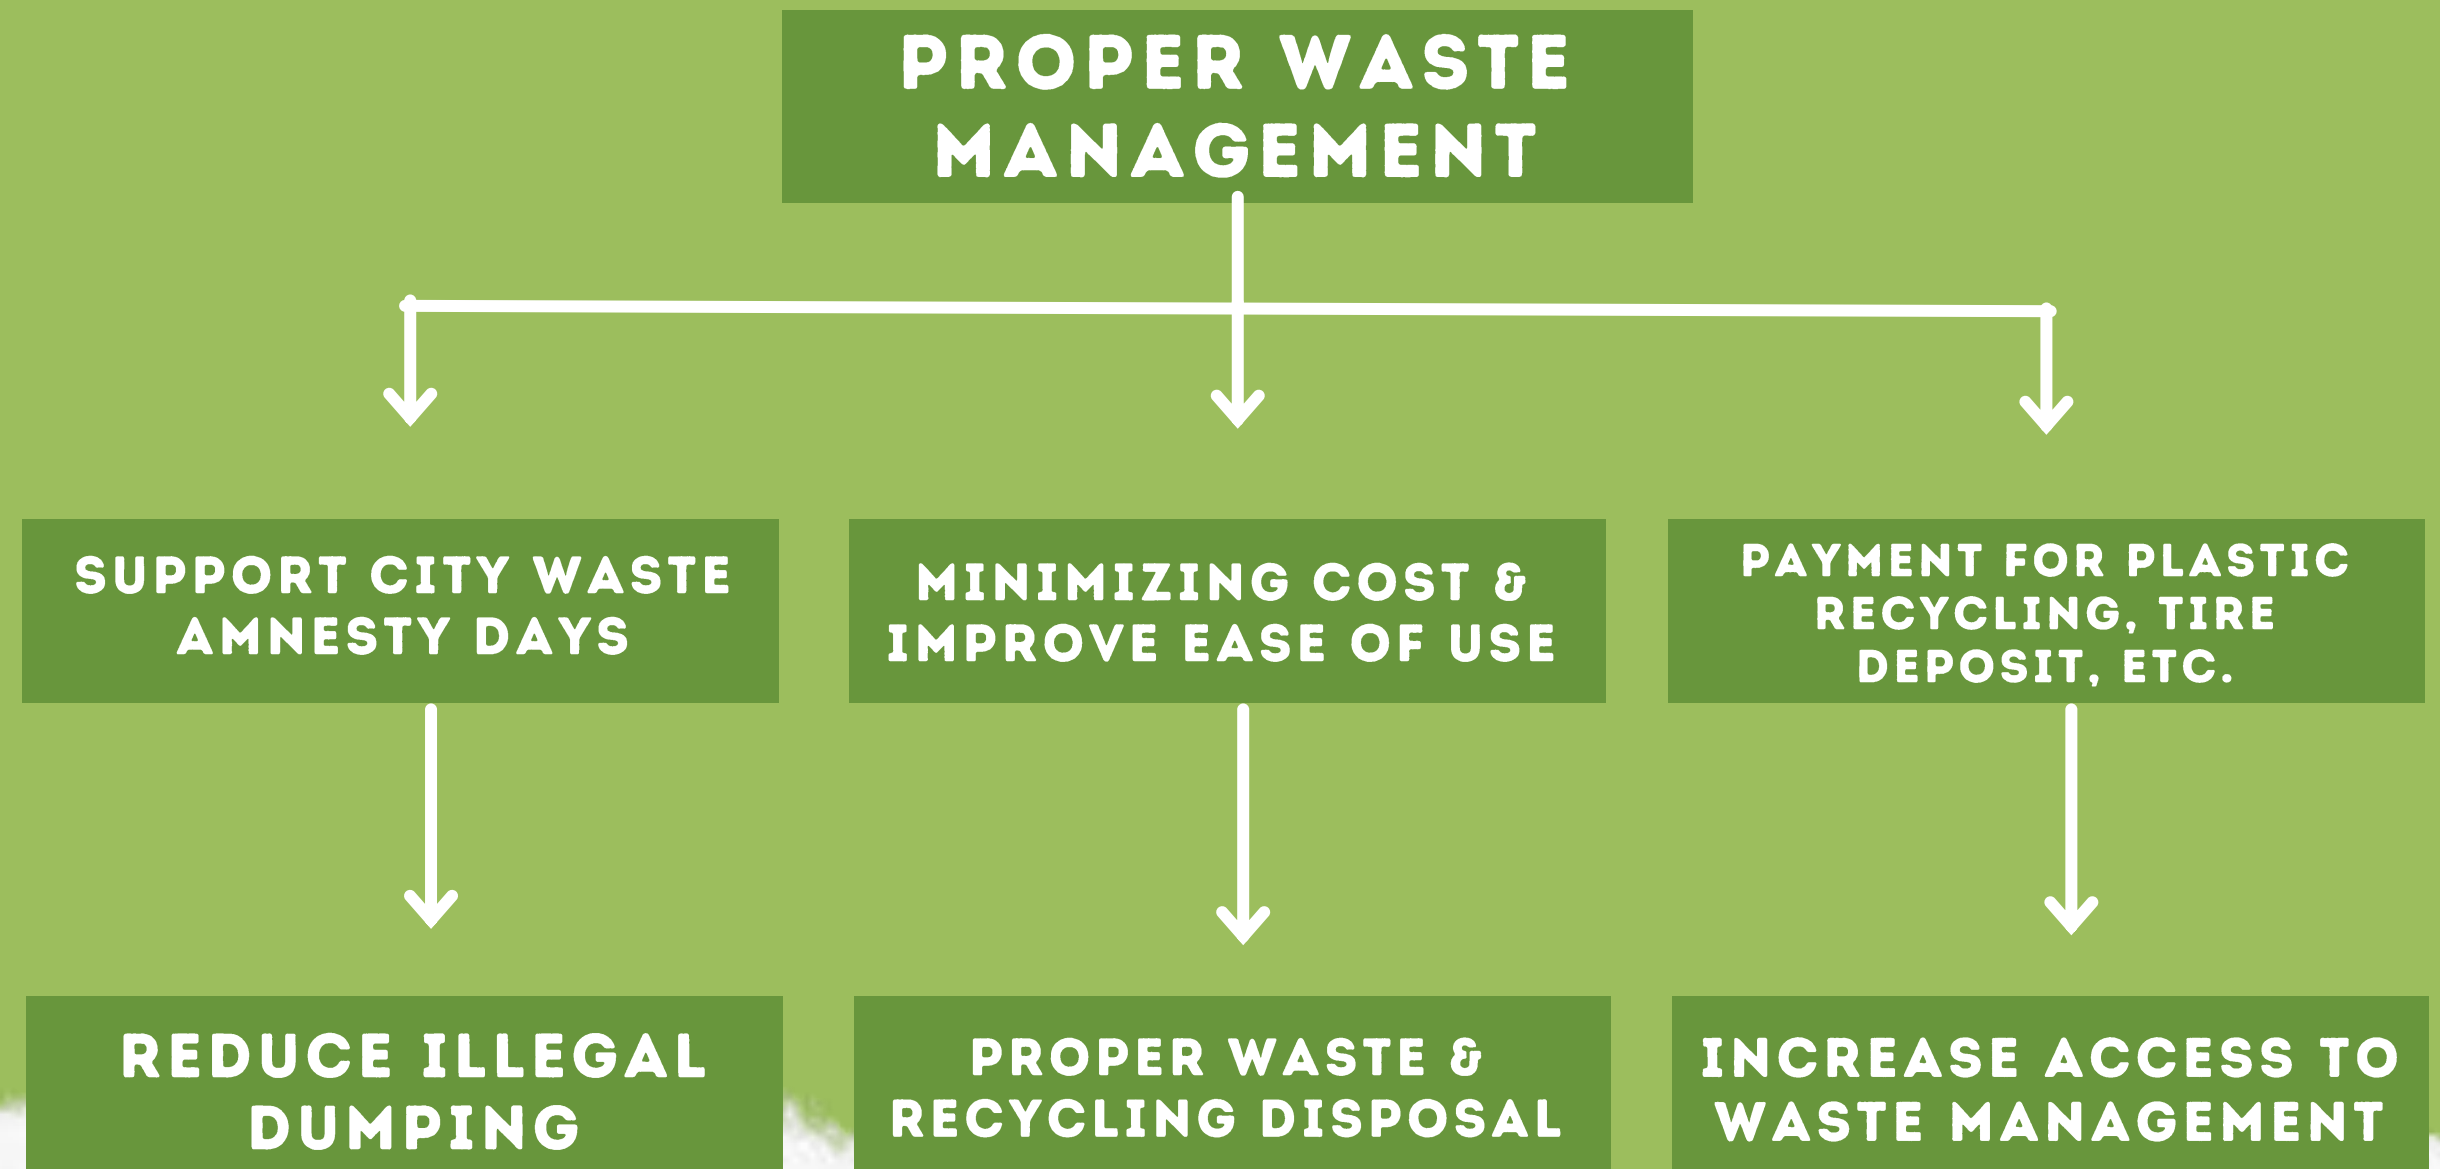 PROPER WASTE
MANAGEMENT
SUPPORT CITY WASTE
AMNESTY DAYS
MINIMIZING COST &
IMPROVE EASE OF USE
PAYMENT FOR PLASTIC
RECYCLING, TIRE
DEPOSIT, ETC.
REDUCE ILLEGAL
DUMPING
PROPER WASTE &
RECYCLING DISPOSAL
INCREASE ACCESS TO
WASTE MANAGEMENT